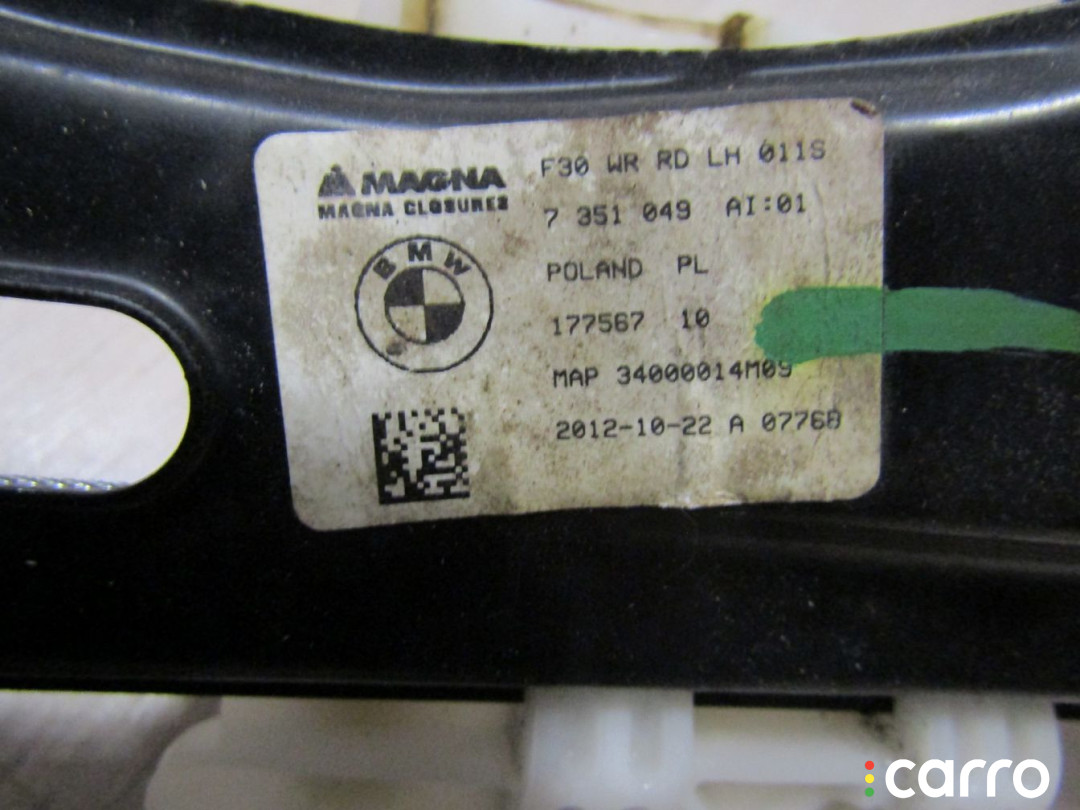 MAGNA
MAGNA CLOSURES
BMW
F30 WR RD LH 011S
7 351 049 AI:01
POLAND PL
177567 10
MAP 34000014M09
2012-10-22 A 07768
carro